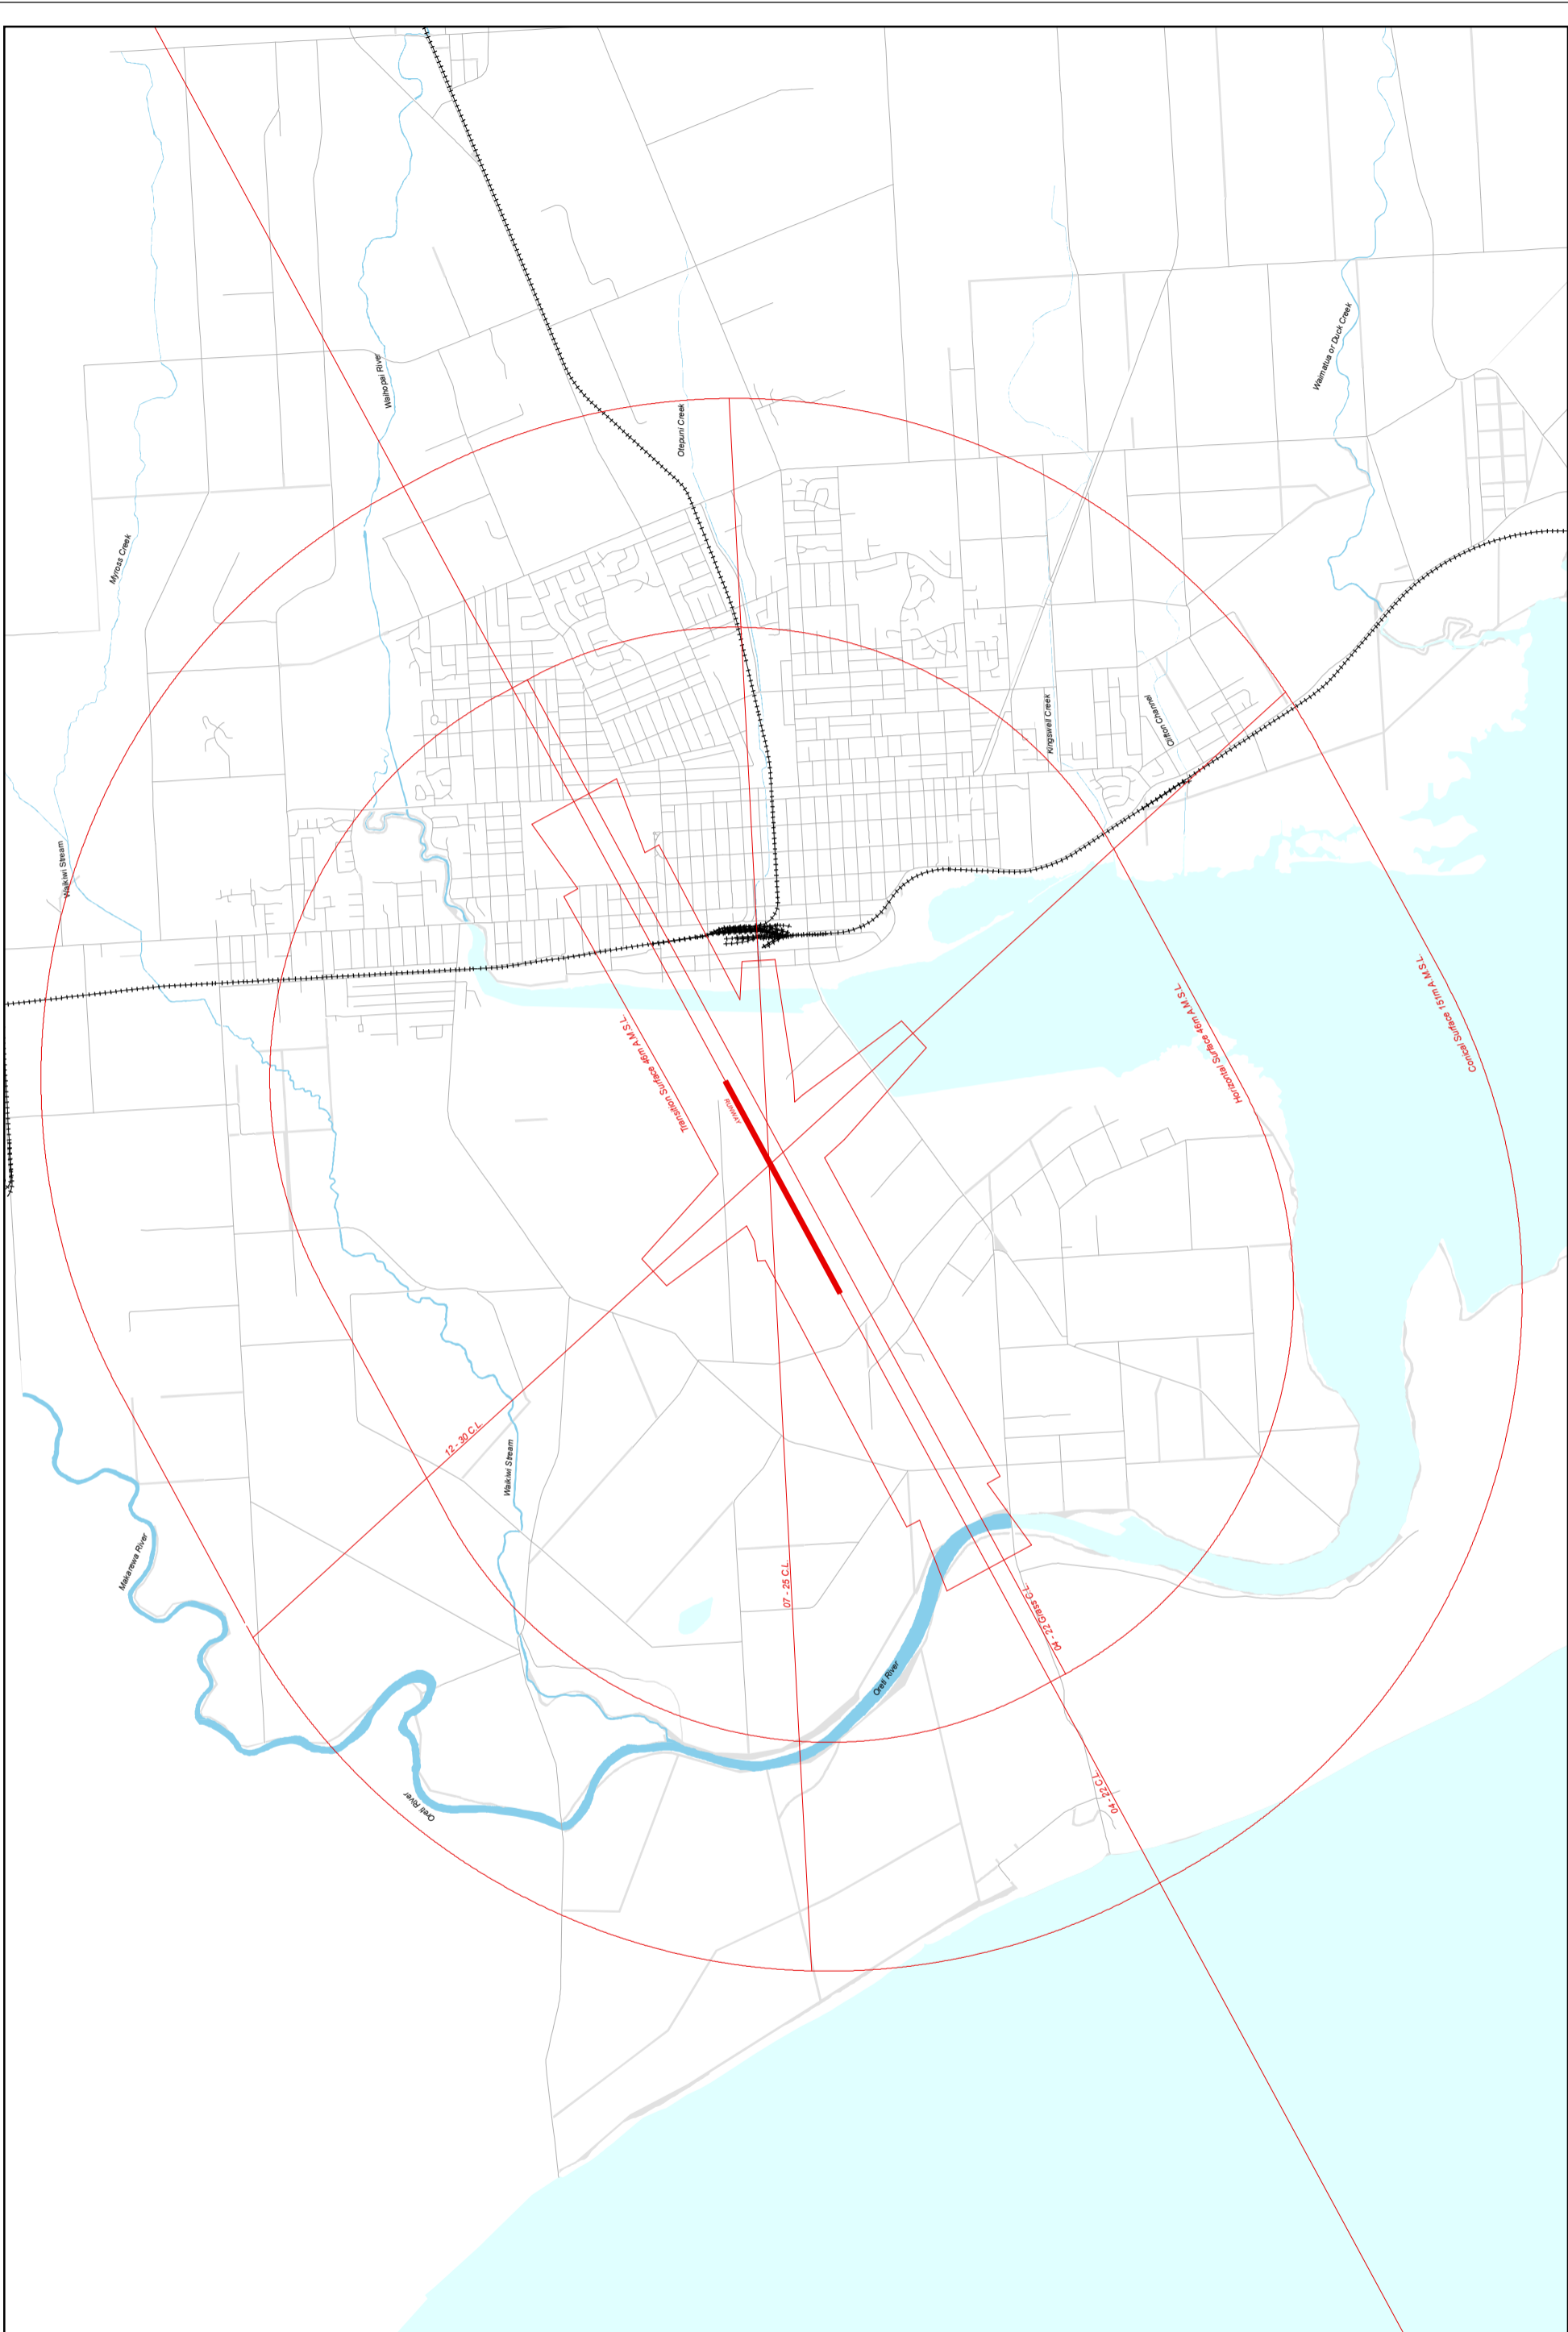 Waimatua or Duck Creek
Waihopai River
Otepuni Creek
Myross Creek
Kingswell Creek
Clifton Channel
Waikiwi Stream
Transition Surface 46m A.M.S.L.
Horizontal Surface 46m A.M.S.L.
Conical Surface 151m A.M.S.L.
RUNWAY
12 - 30 C.L.
Waikiwi Stream
Makarewa River
07 - 25 C.L.
04 - 22 Grass C.L.
Oreti River
04 - 22 C.L.
Oreti River